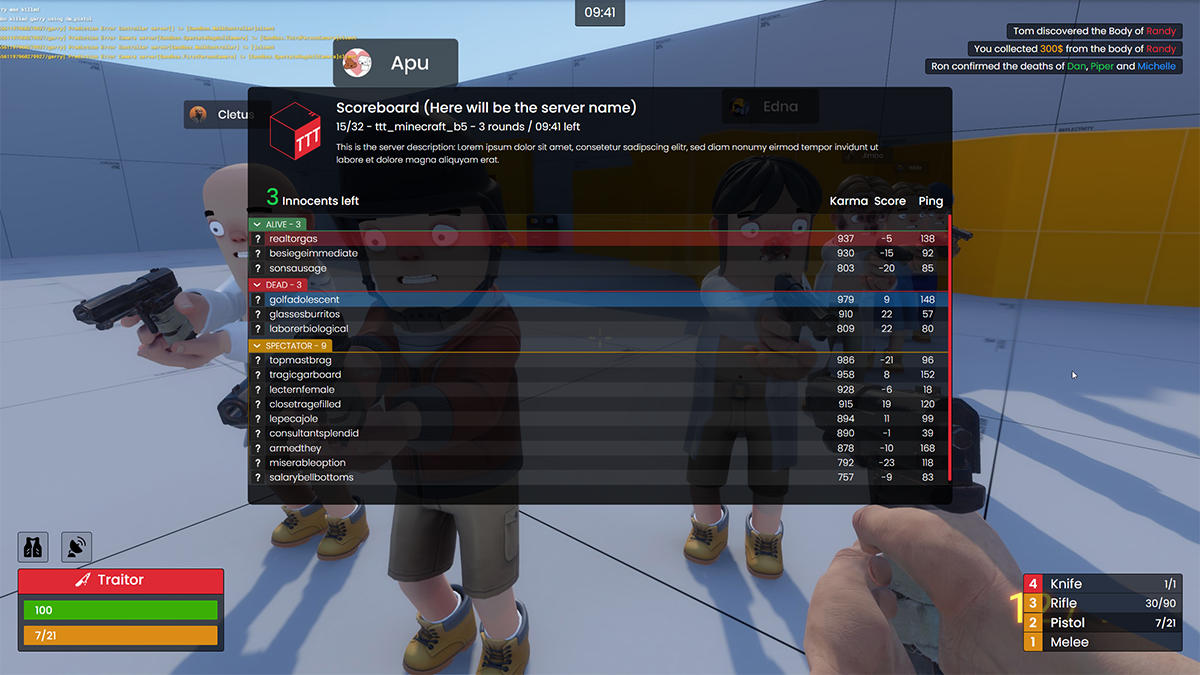 ry was killed
09:41
Tom discovered the Body of Randy
You collected 300$ from the body of Randy
Ron confirmed the deaths of Dan, Piper and Michelle
Apu
Cletus
Edna
TTT
Scoreboard (Here will be the server name)
15/32 - ttt_minecraft_b5 - 3 rounds / 09:41 left
This is the server description: Lorem ipsum dolor sit amet, consetetur sadipscing elitr, sed diam nonumy eirmod tempor invidunt ut
labore et dolore magna aliquyam erat.
3 Innocents left
Karma Score Ping
ALIVE - 3
? realtorgas 937 -5 138
? besiegeimmediate 930 -15 92
? sonsausage 803 -20 85
DEAD - 3
? golfadolescent 979 9 148
? glassesburritos 910 22 57
? laborerbiological 809 22 80
SPECTATOR - 9
? topmastbrag 986 -21 96
? tragicgarboard 958 8 152
? lecternfemale 928 -6 18
? closetragefilled 915 19 120
? lepecajole 894 11 99
? consultantsplendid 890 -1 39
? armedthey 878 -10 168
? miserableoption 792 -23 118
? salarybellbottoms 757 -9 83
Traitor
100
7/21
4 Knife 1/1
3 Rifle 30/90
2 Pistol 7/21
1 Melee